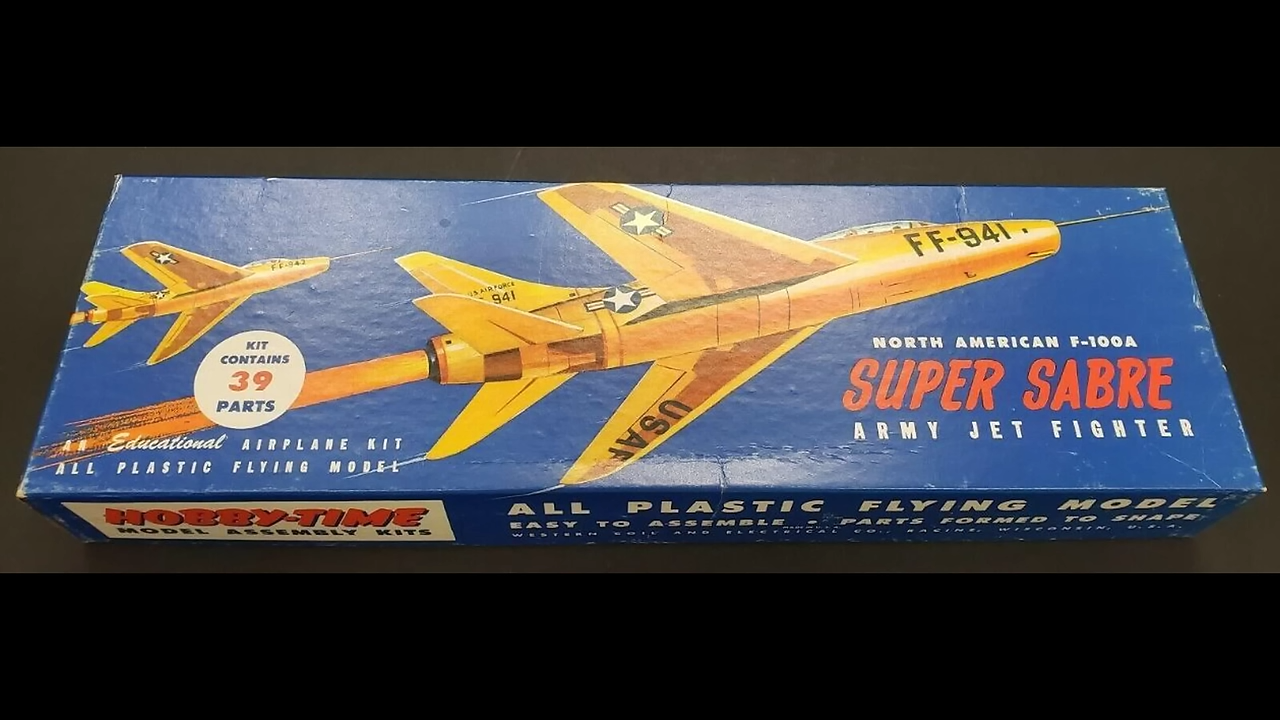 FF-941
FF-942
U.S. AIR FORCE
941
USAF
KIT
CONTAINS
39
PARTS
NORTH AMERICAN F-100A
SUPER SABRE
ARMY JET FIGHTER
AN Educational AIRPLANE KIT
ALL PLASTIC FLYING MODEL
HOBBY-TIME
MODEL ASSEMBLY KITS
ALL PLASTIC FLYING MODEL
EASY TO ASSEMBLE • PARTS FORMED TO SHAPE
WESTERN COIL AND ELECTRICAL CO., RACINE, WISCONSIN, U.S.A.